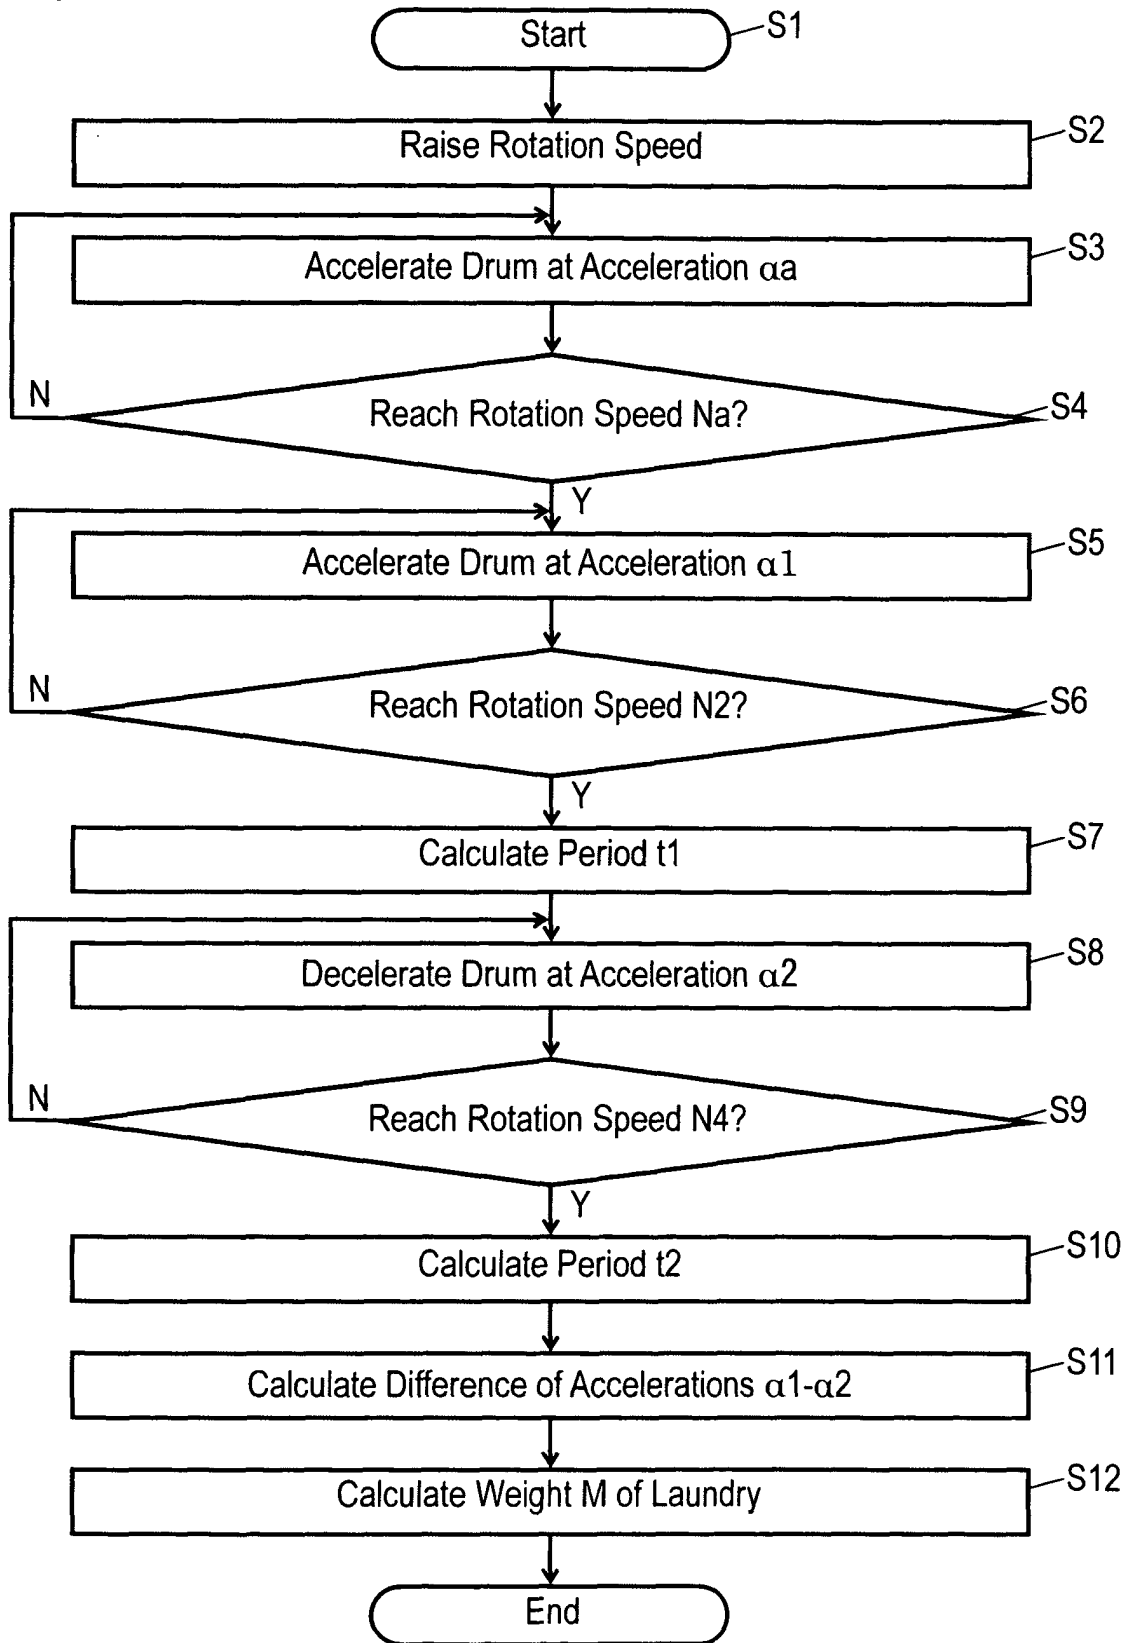 Start
S1
Raise Rotation Speed
S2
Accelerate Drum at Acceleration αa
S3
Reach Rotation Speed Na?
S4
N
Y
Accelerate Drum at Acceleration α1
S5
Reach Rotation Speed N2?
S6
N
Y
Calculate Period t1
S7
Decelerate Drum at Acceleration α2
S8
Reach Rotation Speed N4?
S9
N
Y
Calculate Period t2
S10
Calculate Difference of Accelerations α1-α2
S11
Calculate Weight M of Laundry
S12
End